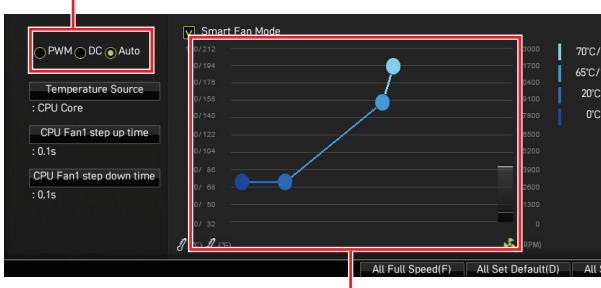 Smart Fan Mode
PWM DC Auto
Temperature Source
: CPU Core
CPU Fan1 step up time
: 0.1s
CPU Fan1 step down time
: 0.1s
0/212
0/194
0/176
0/158
0/140
0/122
0/ 86
0/ 68
0/ 50
0/ 32
(°F)
3000
1700
0400
9100
7800
6500
5200
3900
2600
1300
0
(RPM)
70°C/
65°C/
20°C
0°C
All Full Speed(F)
All Set Default(D)
All